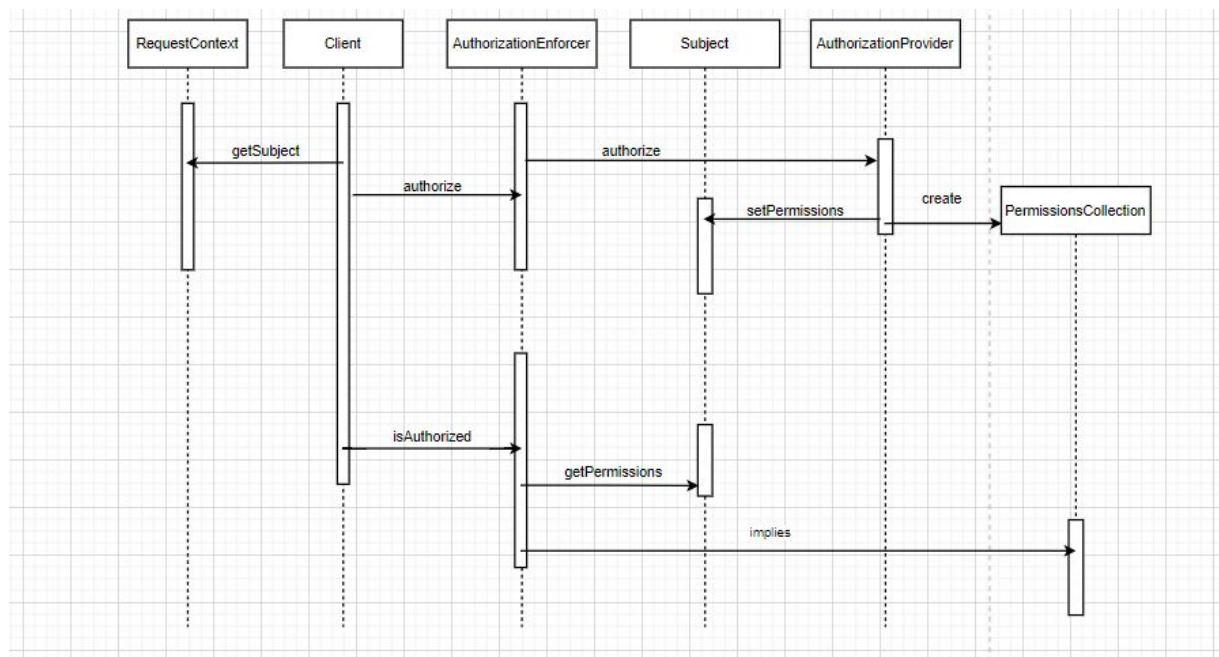 RequestContext
Client
AuthorizationEnforcer
Subject
AuthorizationProvider
getSubject
authorize
authorize
create
setPermissions
PermissionsCollection
isAuthorized
getPermissions
implies